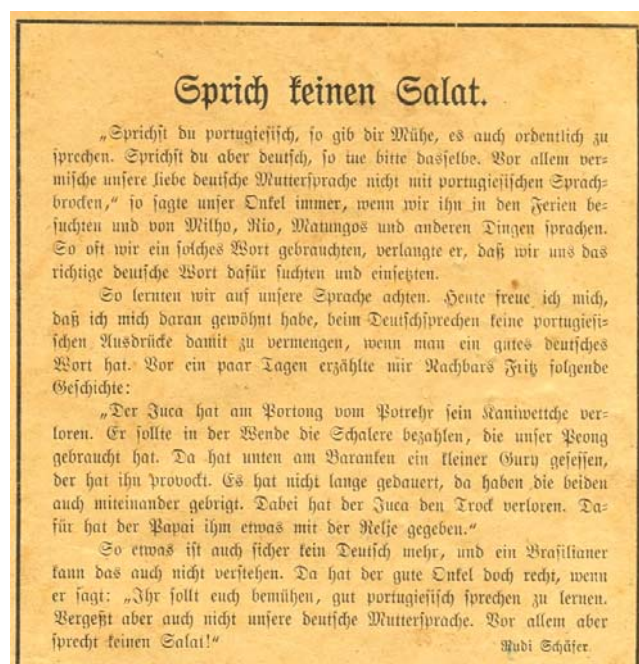 Sprich keinen Salat.
„Sprichst du portugiesisch, so gib dir Mühe, es auch ordentlich zu
sprechen. Sprichst du aber deutsch, so tue bitte dasselbe. Vor allem ver=
mische unsere liebe deutsche Muttersprache nicht mit portugiesischen Sprach=
brocken,“ so sagte unser Onkel immer, wenn wir ihn in den Ferien be=
suchten und von Milho, Rio, Matungos und anderen Dingen sprachen.
So oft wir ein solches Wort gebrauchten, verlangte er, daß wir uns das
richtige deutsche Wort dafür suchten und einsetzten.
So lernten wir auf unsere Sprache achten. Heute freue ich mich,
daß ich mich daran gewöhnt habe, beim Deutschsprechen keine portugiesi=
schen Ausdrücke damit zu vermengen, wenn man ein gutes deutsches
Wort hat. Vor ein paar Tagen erzählte mir Nachbars Fritz folgende
Geschichte:
„Der Juca hat am Portong vom Potrehr sein Kaniwettche ver=
loren. Er sollte in der Wende die Schalere bezahlen, die unser Peong
gebraucht hat. Da hat unten am Baranken ein kleiner Gury gesessen,
der hat ihn provockt. Es hat nicht lange gedauert, da haben die beiden
auch miteinander gebrigt. Dabei hat der Juca den Trock verloren. Da=
für hat der Papai ihm etwas mit der Relje gegeben.“
So etwas ist auch sicher kein Deutsch mehr, und ein Brasilianer
kann das auch nicht verstehen. Da hat der gute Onkel doch recht, wenn
er sagt: „Ihr sollt euch bemühen, gut portugiesisch sprechen zu lernen.
Vergeßt aber auch nicht unsere deutsche Muttersprache. Vor allem aber
sprecht keinen Salat!“
Rudi Schäfer